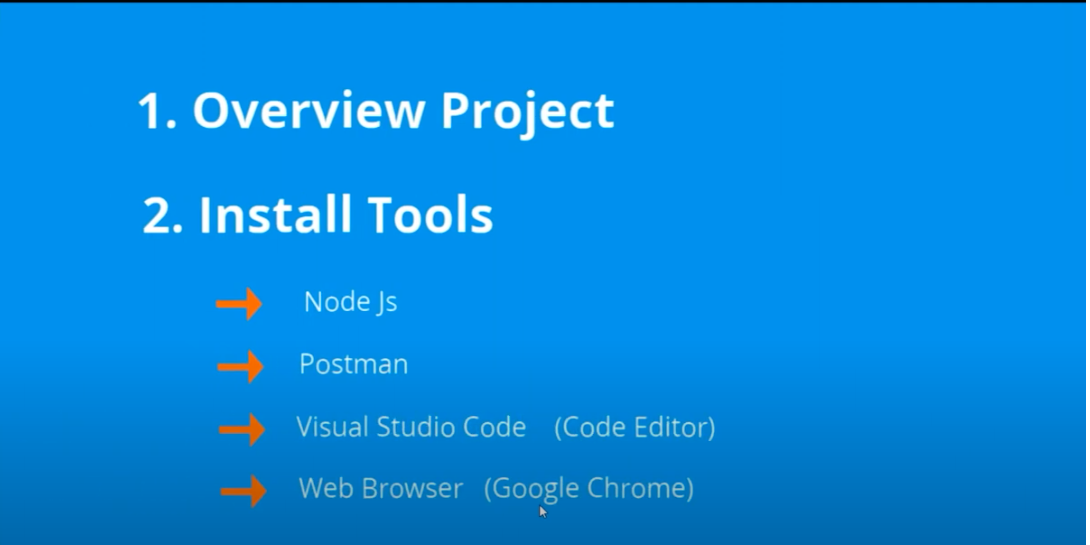 1. Overview Project
2. Install Tools
Node Js
Postman
Visual Studio Code (Code Editor)
Web Browser (Google Chrome)